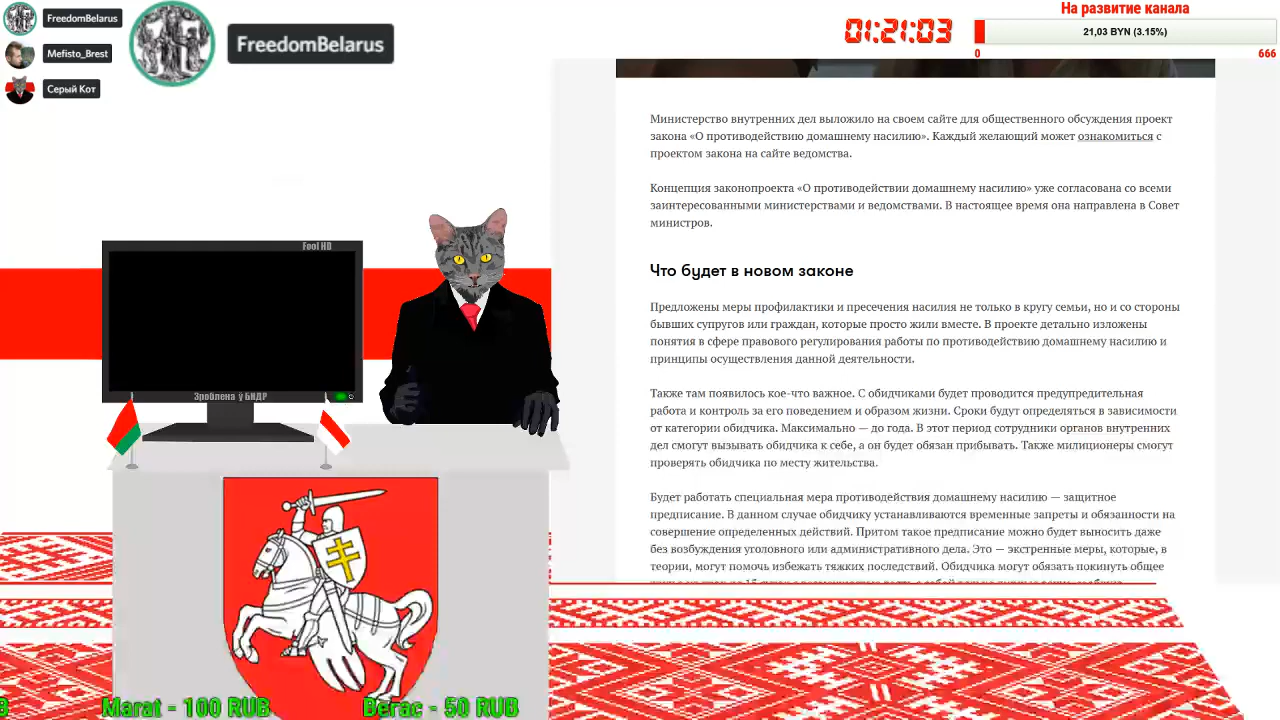 FreedomBelarus
Mefisto_Brest
Серый Кот
FreedomBelarus
01:21:03
На развитие канала
21,03 BYN (3.15%)
0
666
Министерство внутренних дел выложило на своем сайте для общественного обсуждения проект
закона «О противодействию домашнему насилию». Каждый желающий может ознакомиться с
проектом закона на сайте ведомства.
Концепция законопроекта «О противодействии домашнему насилию» уже согласована со всеми
заинтересованными министерствами и ведомствами. В настоящее время она направлена в Совет
министров.
Что будет в новом законе
Предложены меры профилактики и пресечения насилия не только в кругу семьи, но и со стороны
бывших супругов или граждан, которые просто жили вместе. В проекте детально изложены
понятия в сфере правового регулирования работы по противодействию домашнему насилию и
принципы осуществления данной деятельности.
Также там появилось кое-что важное. С обидчиками будет проводится предупредительная
работа и контроль за его поведением и образом жизни. Сроки будут определяться в зависимости
от категории обидчика. Максимально — до года. В этот период сотрудники органов внутренних
дел смогут вызывать обидчика к себе, а он будет обязан прибывать. Также милиционеры смогут
проверять обидчика по месту жительства.
Будет работать специальная мера противодействия домашнему насилию — защитное
предписание. В данном случае обидчику устанавливаются временные запреты и обязанности на
совершение определенных действий. Притом такое предписание можно будет выносить даже
без возбуждения уголовного или административного дела. Это — экстренные меры, которые, в
теории, могут помочь избежать тяжких последствий. Обидчика могут обязать покинуть общее
Fool HD
Зроблена ў БНДР
Marat - 100 RUB
Вегас - 50 RUB